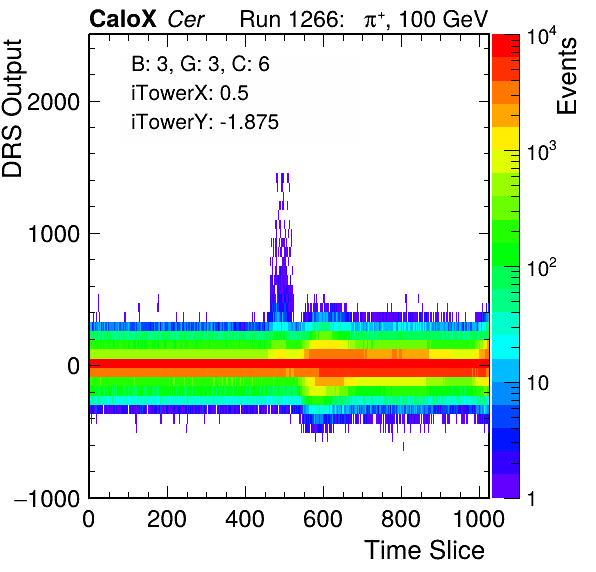 CaloX Cer Run 1266: π⁺, 100 GeV
B: 3, G: 3, C: 6
iTowerX: 0.5
iTowerY: -1.875
DRS Output
2000
1000
0
−1000
0 200 400 600 800 1000
Time Slice
Events
10⁴
10³
10²
10
1